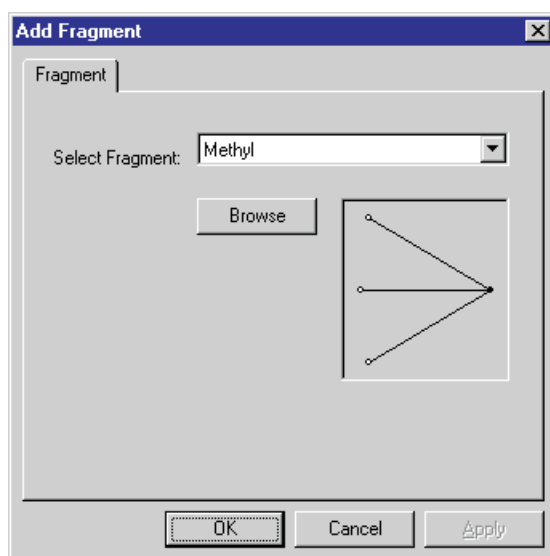 Add Fragment
Fragment
Select Fragment: Methyl
Browse
OK Cancel Apply